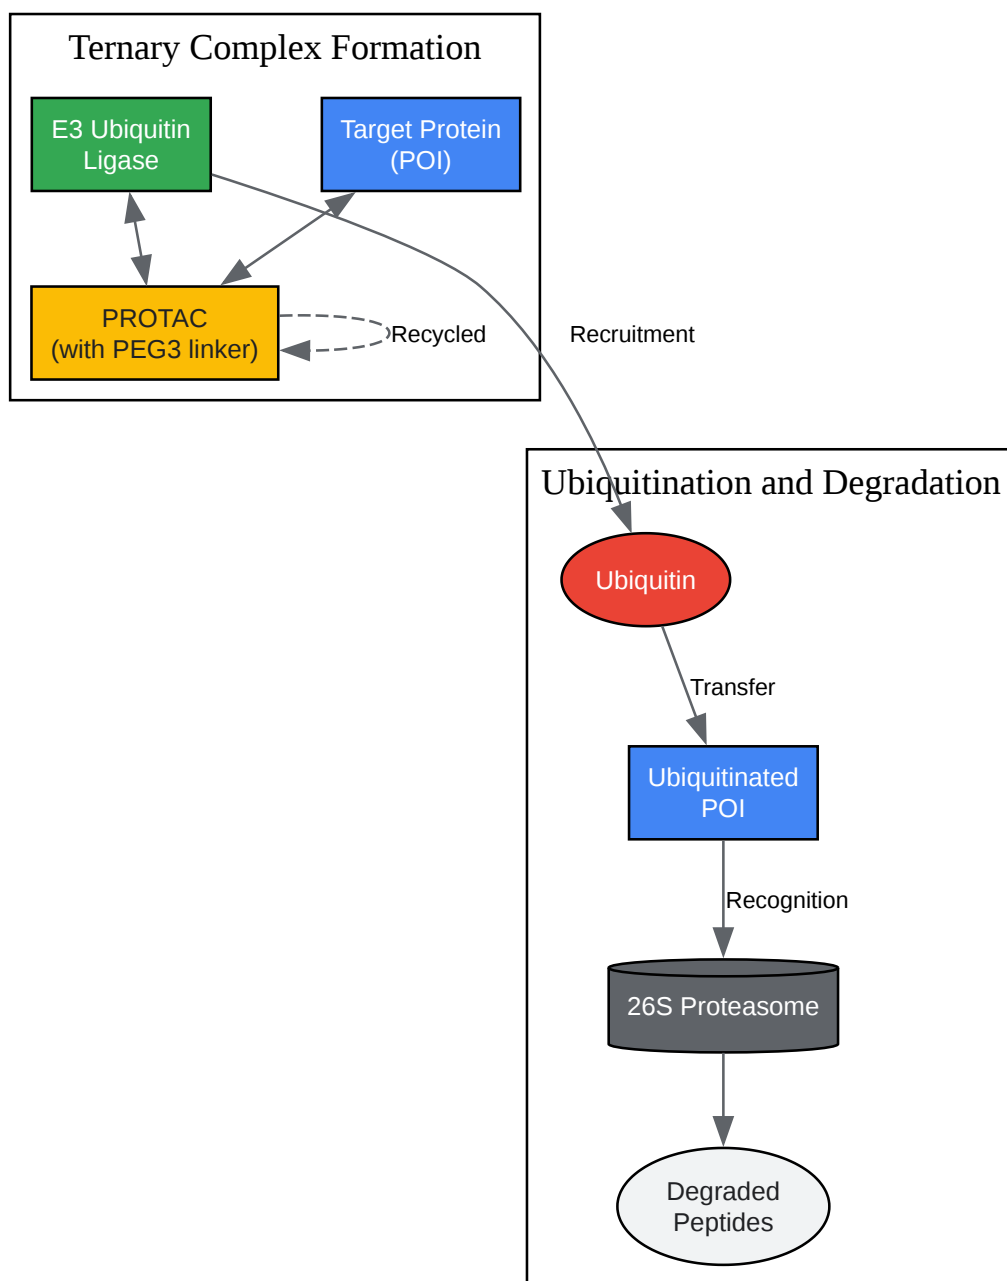 Ternary Complex Formation
E3 Ubiquitin
Ligase
Target Protein
(POI)
PROTAC
(with PEG3 linker)
Recycled
Recruitment
Ubiquitination and Degradation
Ubiquitin
Transfer
Ubiquitinated
POI
Recognition
26S Proteasome
Degraded
Peptides